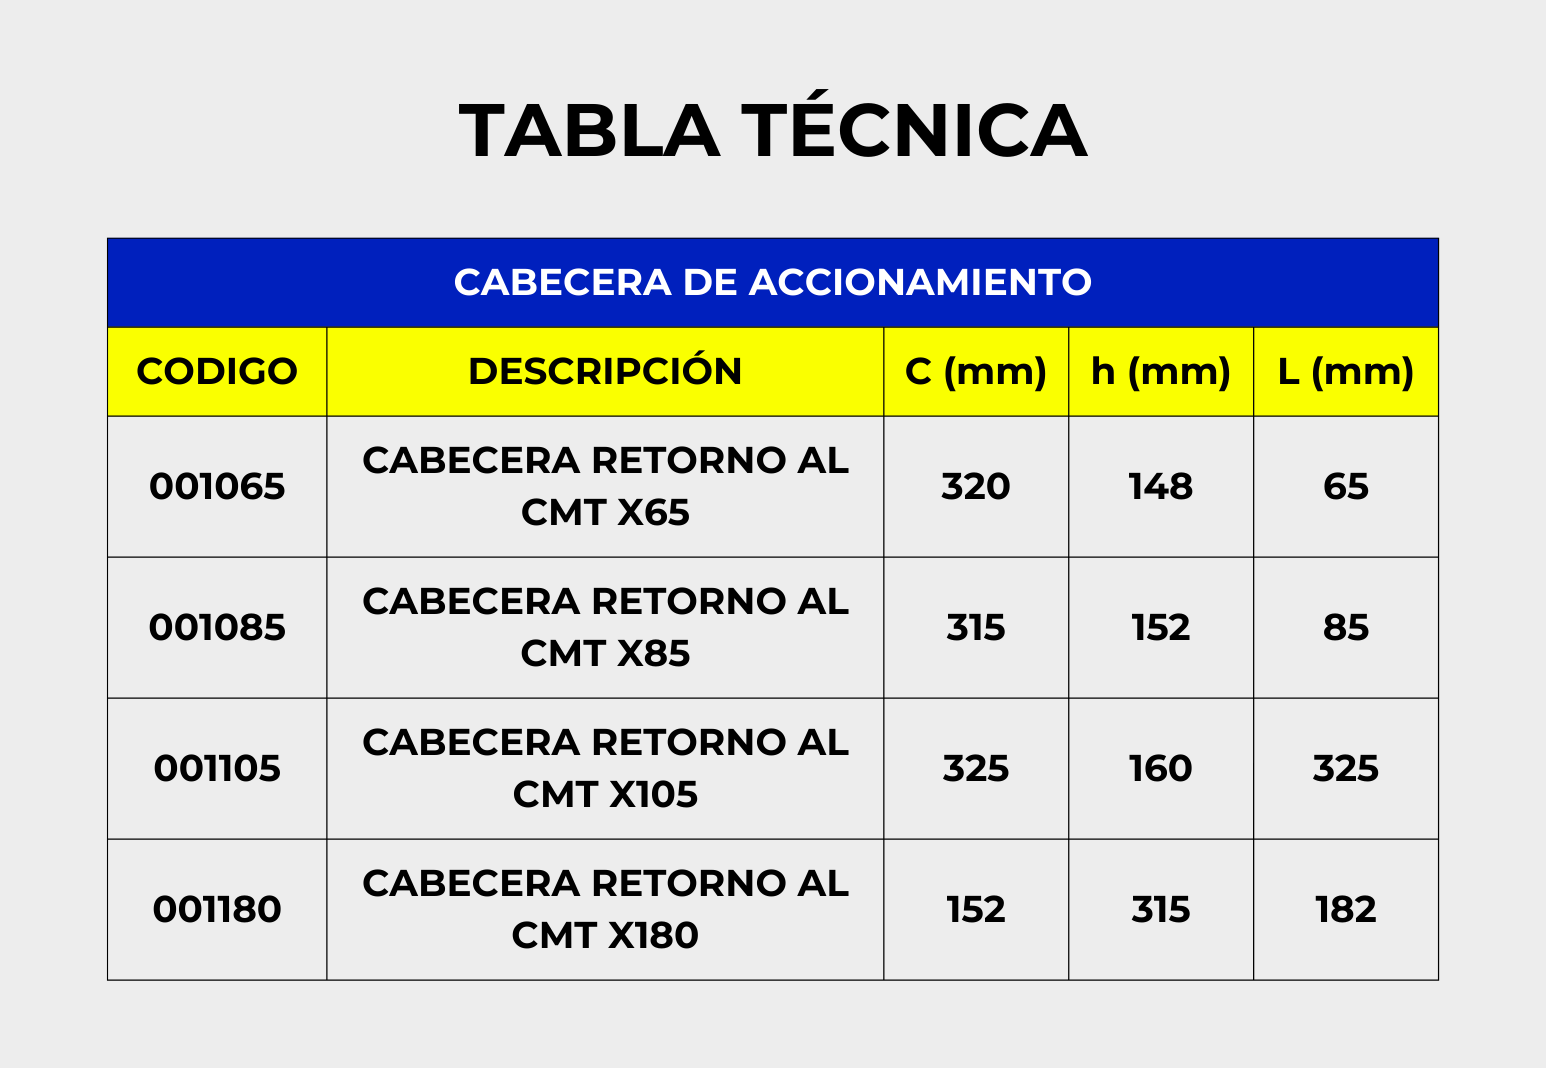 TABLA TÉCNICA
CABECERA DE ACCIONAMIENTO
CODIGO DESCRIPCIÓN C (mm) h (mm) L (mm)
CABECERA RETORNO AL
001065 320 148 65
CMT X65
CABECERA RETORNO AL
001085 315 152 85
CMT X85
CABECERA RETORNO AL
001105 325 160 325
CMT X105
CABECERA RETORNO AL
001180 152 315 182
CMT X180